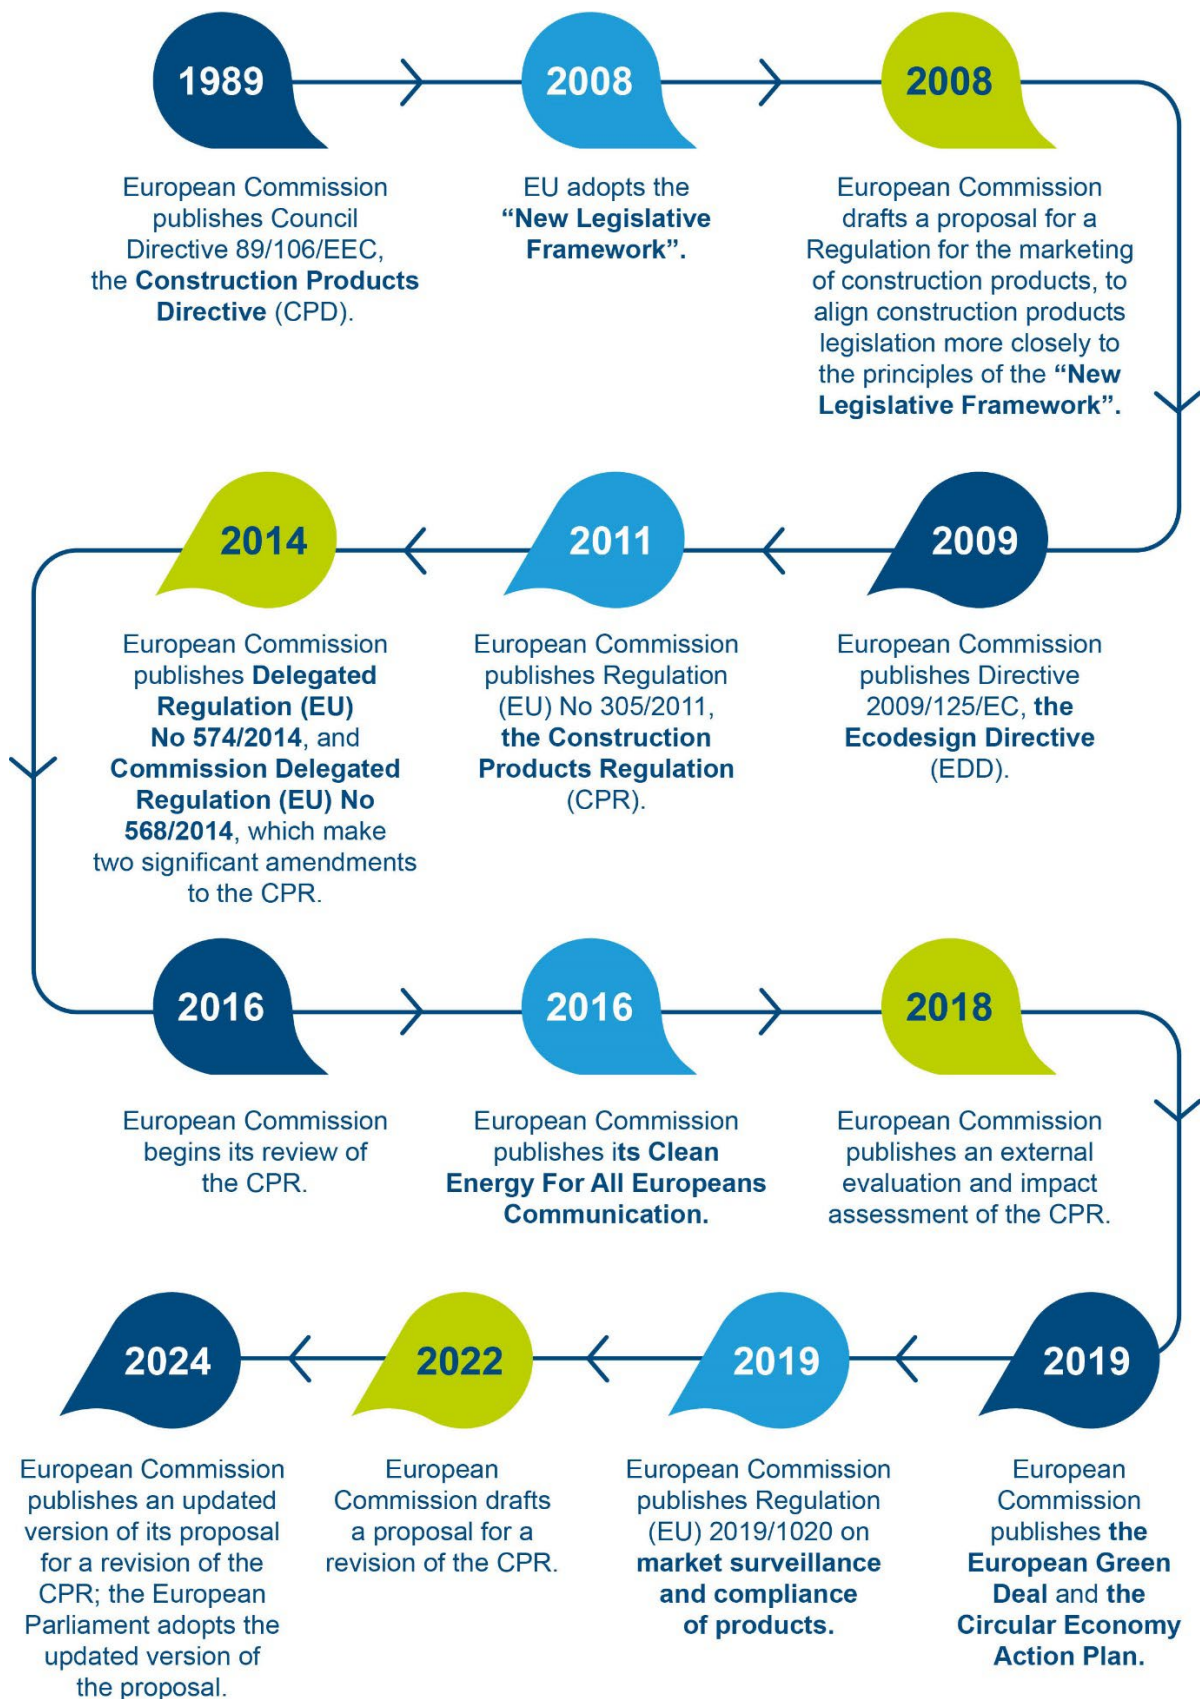 1989
European Commission
publishes Council
Directive 89/106/EEC,
the Construction Products
Directive (CPD).
2008
EU adopts the
“New Legislative
Framework”.
2008
European Commission
drafts a proposal for a
Regulation for the marketing
of construction products, to
align construction products
legislation more closely to
the principles of the “New
Legislative Framework”.
2009
European Commission
publishes Directive
2009/125/EC, the
Ecodesign Directive
(EDD).
2011
European Commission
publishes Regulation
(EU) No 305/2011,
the Construction
Products Regulation
(CPR).
2014
European Commission
publishes Delegated
Regulation (EU)
No 574/2014, and
Commission Delegated
Regulation (EU) No
568/2014, which make
two significant amendments
to the CPR.
2016
European Commission
begins its review of
the CPR.
2016
European Commission
publishes its Clean
Energy For All Europeans
Communication.
2018
European Commission
publishes an external
evaluation and impact
assessment of the CPR.
2019
European
Commission
publishes the
European Green
Deal and the
Circular Economy
Action Plan.
2019
European Commission
publishes Regulation
(EU) 2019/1020 on
market surveillance
and compliance
of products.
2022
European
Commission drafts
a proposal for a
revision of the CPR.
2024
European Commission
publishes an updated
version of its proposal
for a revision of the
CPR; the European
Parliament adopts the
updated version of
the proposal.